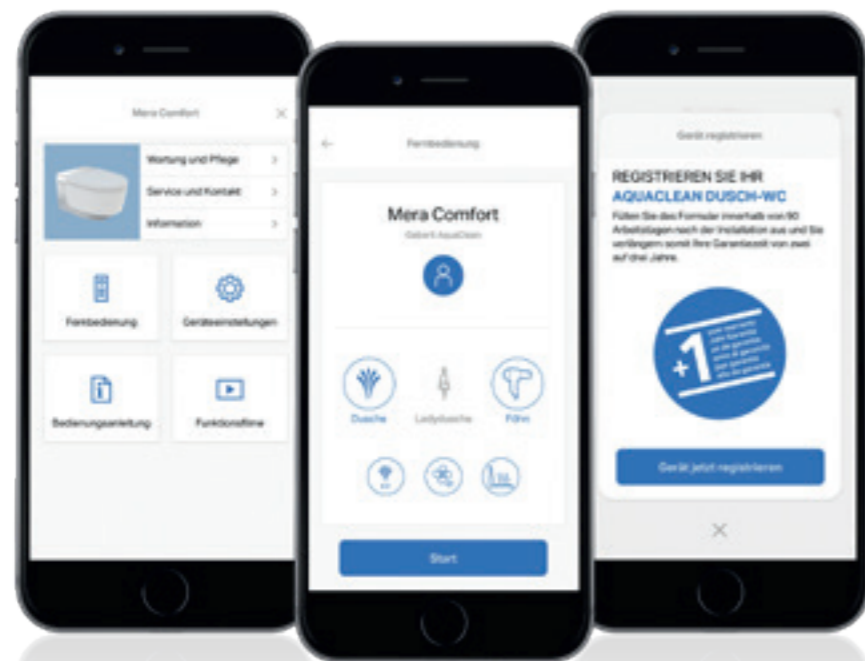 Mera Comfort
Wartung und Pflege
Service und Kontakt
Information
Fernbedienung
Geräteeinstellungen
Bedienungsanleitung
Funktionsfilme
Fernbedienung
Mera Comfort
Geberit AquaClean
Dusche
Ladydusche
Föhn
Start
Gerät registrieren
REGISTRIEREN SIE IHR
AQUACLEAN DUSCH-WC
Füllen Sie das Formular innerhalb von 90
Arbeitstagen nach der Installation aus und Sie
verlängern somit Ihre Garantiezeit von zwei
auf drei Jahre.
+1
Gerät jetzt registrieren